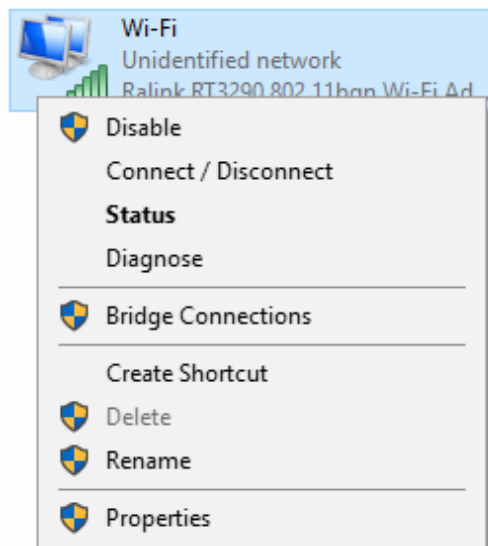 Wi-Fi
Unidentified network
Ralink RT3290 802.11bgn Wi-Fi Ad
Disable
Connect / Disconnect
Status
Diagnose
Bridge Connections
Create Shortcut
Delete
Rename
Properties